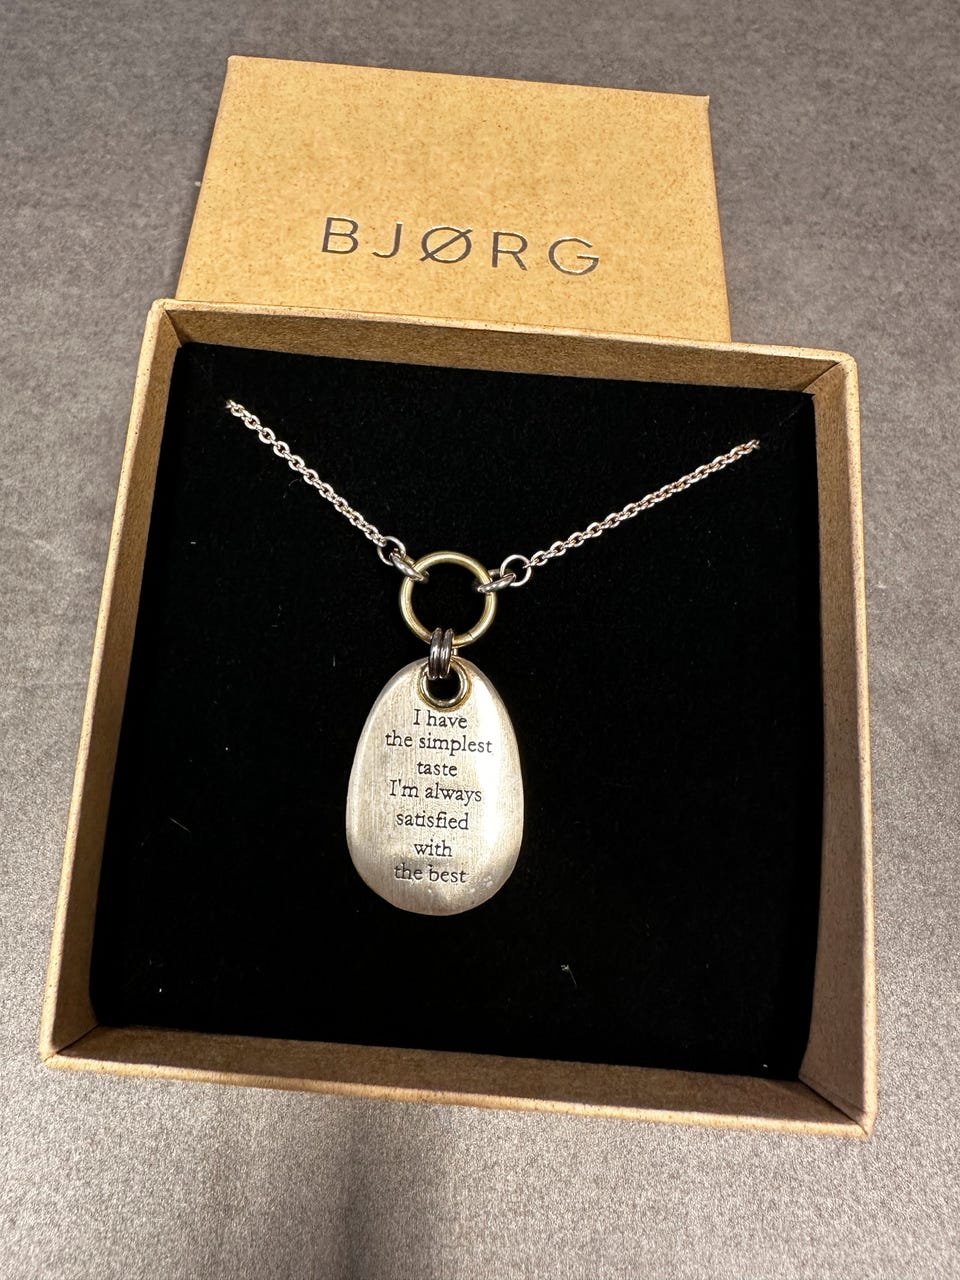 BJØRG
I have
the simplest
taste
I'm always
satisfied
with
the best